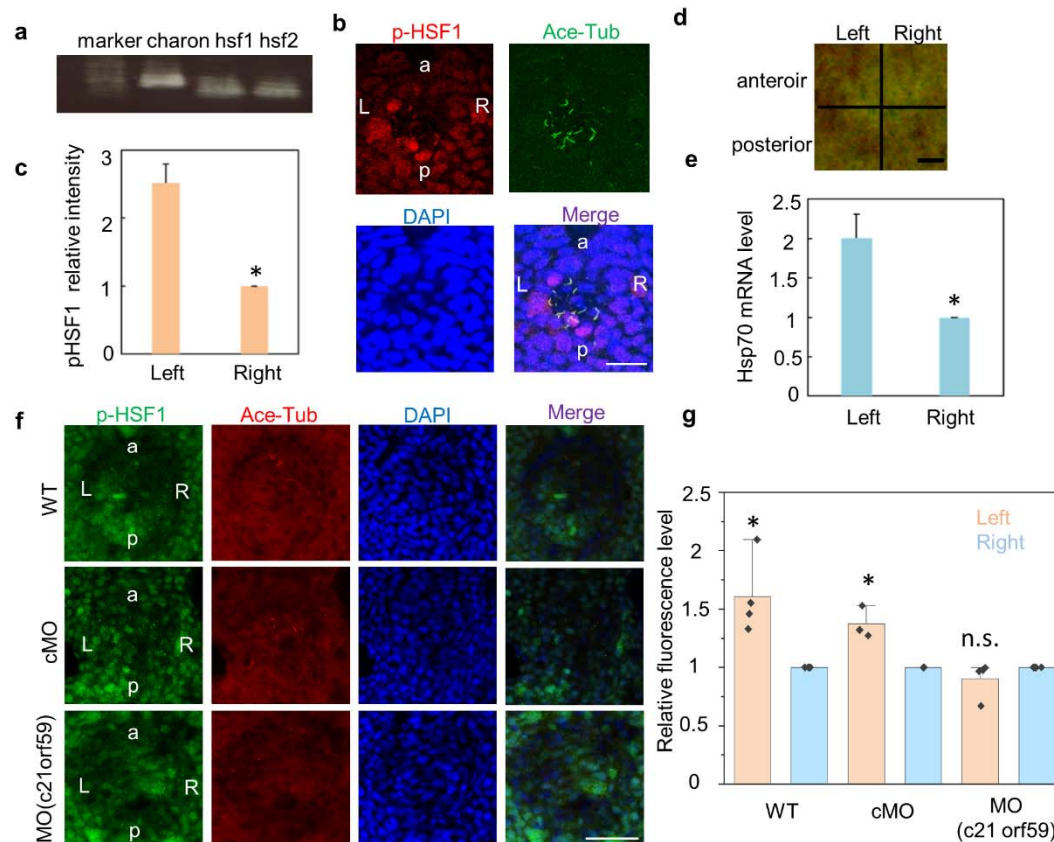 a
marker charon hsf1 hsf2
b
p-HSF1
Ace-Tub
a
L
R
p
DAPI
Merge
a
L
R
p
c
pHSF1 relative intensity
3
2
1
0
*
Left
Right
d
Left
Right
anteroir
posterior
e
Hsp70 mRNA level
2.5
2
1.5
1
0.5
0
*
Left
Right
f
p-HSF1
Ace-Tub
DAPI
Merge
WT
a
L
R
p
cMO
a
L
R
p
MO(c21orf59)
a
L
R
p
g
Relative fluorescence level
2.5
2
1.5
1
0.5
0
*
*
n.s.
Left
Right
WT
cMO
MO
(c21 orf59)